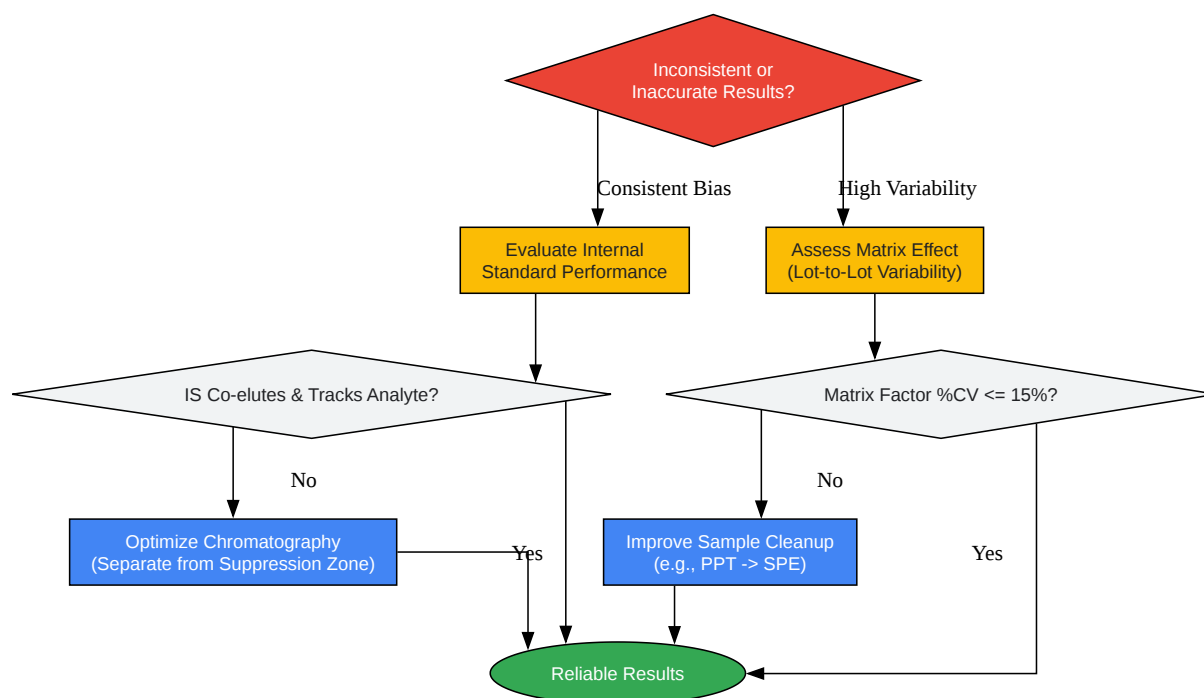 Inconsistent or
Inaccurate Results?
Consistent Bias
High Variability
Evaluate Internal
Standard Performance
Assess Matrix Effect
(Lot-to-Lot Variability)
IS Co-elutes & Tracks Analyte?
Matrix Factor %CV <= 15%?
No
No
Optimize Chromatography
(Separate from Suppression Zone)
Yes
Improve Sample Cleanup
(e.g., PPT -> SPE)
Yes
Reliable Results